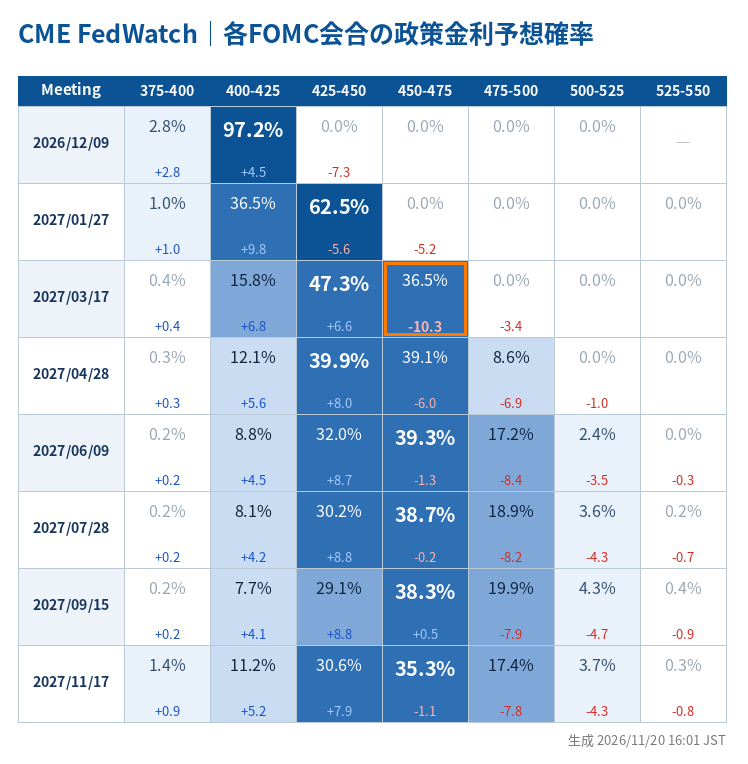 CME FedWatch｜各FOMC会合の政策金利予想確率
Meeting 375-400 400-425 425-450 450-475 475-500 500-525 525-550
2026/12/09 2.8% 97.2% 0.0% 0.0% 0.0% 0.0% —
+2.8 +4.5 -7.3
2027/01/27 1.0% 36.5% 62.5% 0.0% 0.0% 0.0% 0.0%
+1.0 +9.8 -5.6 -5.2
2027/03/17 0.4% 15.8% 47.3% 36.5% 0.0% 0.0% 0.0%
+0.4 +6.8 +6.6 -10.3 -3.4
2027/04/28 0.3% 12.1% 39.9% 39.1% 8.6% 0.0% 0.0%
+0.3 +5.6 +8.0 -6.0 -6.9 -1.0
2027/06/09 0.2% 8.8% 32.0% 39.3% 17.2% 2.4% 0.0%
+0.2 +4.5 +8.7 -1.3 -8.4 -3.5 -0.3
2027/07/28 0.2% 8.1% 30.2% 38.7% 18.9% 3.6% 0.2%
+0.2 +4.2 +8.8 -0.2 -8.2 -4.3 -0.7
2027/09/15 0.2% 7.7% 29.1% 38.3% 19.9% 4.3% 0.4%
+0.2 +4.1 +8.8 +0.5 -7.9 -4.7 -0.9
2027/11/17 1.4% 11.2% 30.6% 35.3% 17.4% 3.7% 0.3%
+0.9 +5.2 +7.9 -1.1 -7.8 -4.3 -0.8
生成 2026/11/20 16:01 JST